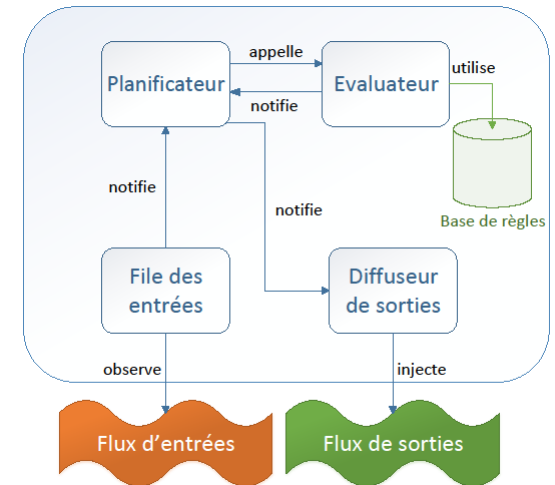 appelle
Planificateur
Evaluateur
utilise
notifie
notifie
notifie
Base de règles
File des
entrées
Diffuseur
de sorties
observe
injecte
Flux d'entrées
Flux de sorties